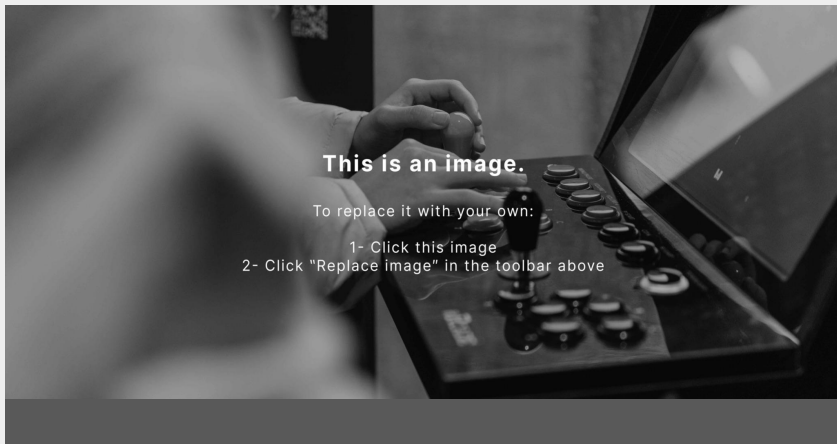 This is an image.
To replace it with your own:
1- Click this image
2- Click "Replace image" in the toolbar above